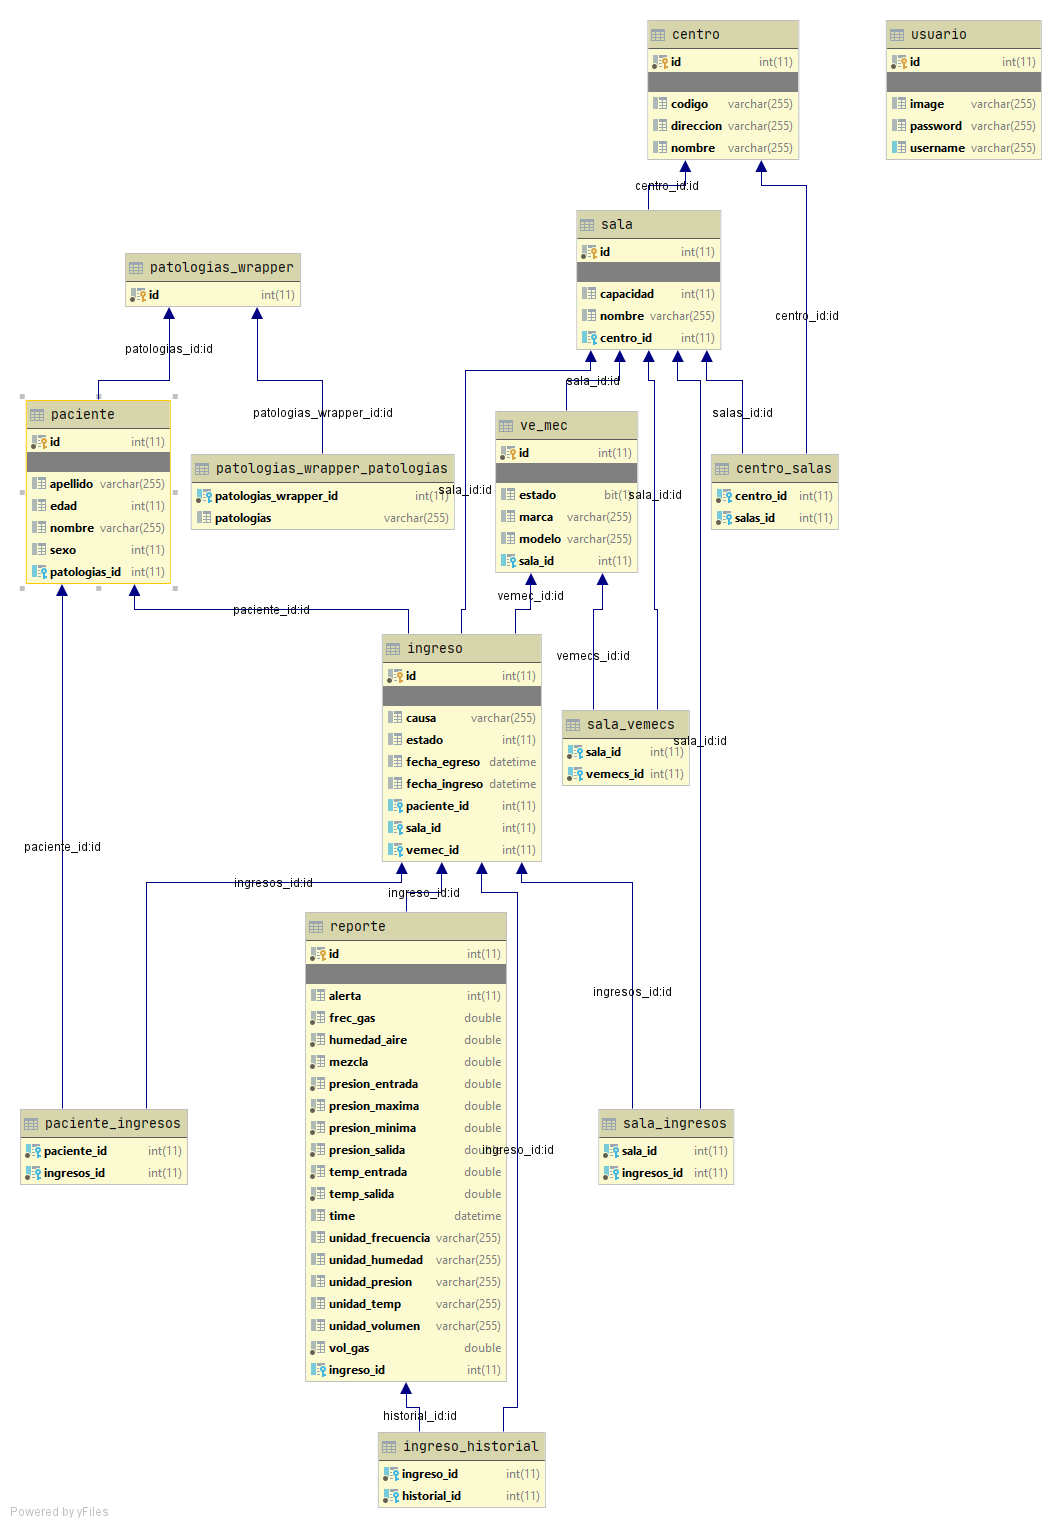 centro
id int(11)
codigo varchar(255)
direccion varchar(255)
nombre varchar(255)
usuario
id int(11)
image varchar(255)
password varchar(255)
username varchar(255)
centro_id:id
sala
id int(11)
capacidad int(11)
nombre varchar(255)
centro_id int(11)
centro_id:id
patologias_wrapper
id int(11)
patologias_id:id
patologias_wrapper_id:id
sala_id:id
salas_id:id
paciente
id int(11)
apellido varchar(255)
edad int(11)
nombre varchar(255)
sexo int(11)
patologias_id int(11)
patologias_wrapper_patologias
patologias_wrapper_id int(11)
patologias varchar(255)
sala_id:id
ve_mec
id int(11)
estado bit(1)
marca varchar(255)
modelo varchar(255)
sala_id int(11)
sala_id:id
centro_salas
centro_id int(11)
salas_id int(11)
paciente_id:id
vemec_id:id
ingreso
id int(11)
causa varchar(255)
estado int(11)
fecha_egreso datetime
fecha_ingreso datetime
paciente_id int(11)
sala_id int(11)
vemec_id int(11)
vemecs_id:id
sala_vemecs
sala_id int(11)
vemecs_id int(11)
sala_id:id
paciente_id:id
ingresos_id:id
ingreso_id:id
reporte
id int(11)
alerta int(11)
frec_gas double
humedad_aire double
mezcla double
presion_entrada double
presion_maxima double
presion_minima double
presion_salida double
temp_entrada double
temp_salida double
time datetime
unidad_frecuencia varchar(255)
unidad_humedad varchar(255)
unidad_presion varchar(255)
unidad_temp varchar(255)
unidad_volumen varchar(255)
vol_gas double
ingreso_id int(11)
ingresos_id:id
ingreso_id:id
paciente_ingresos
paciente_id int(11)
ingresos_id int(11)
sala_ingresos
sala_id int(11)
ingresos_id int(11)
historial_id:id
ingreso_historial
ingreso_id int(11)
historial_id int(11)
Powered by yFiles